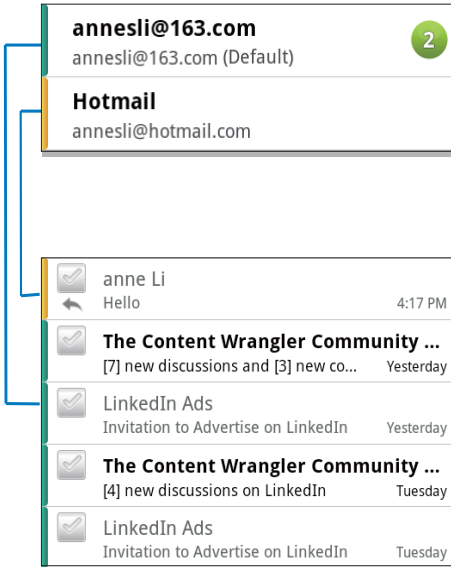 annesli@163.com
annesli@163.com (Default)
2
Hotmail
annesli@hotmail.com
anne Li
Hello 4:17 PM
The Content Wrangler Community ...
[7] new discussions and [3] new co... Yesterday
LinkedIn Ads
Invitation to Advertise on LinkedIn Yesterday
The Content Wrangler Community ...
[4] new discussions on LinkedIn Tuesday
LinkedIn Ads
Invitation to Advertise on LinkedIn Tuesday